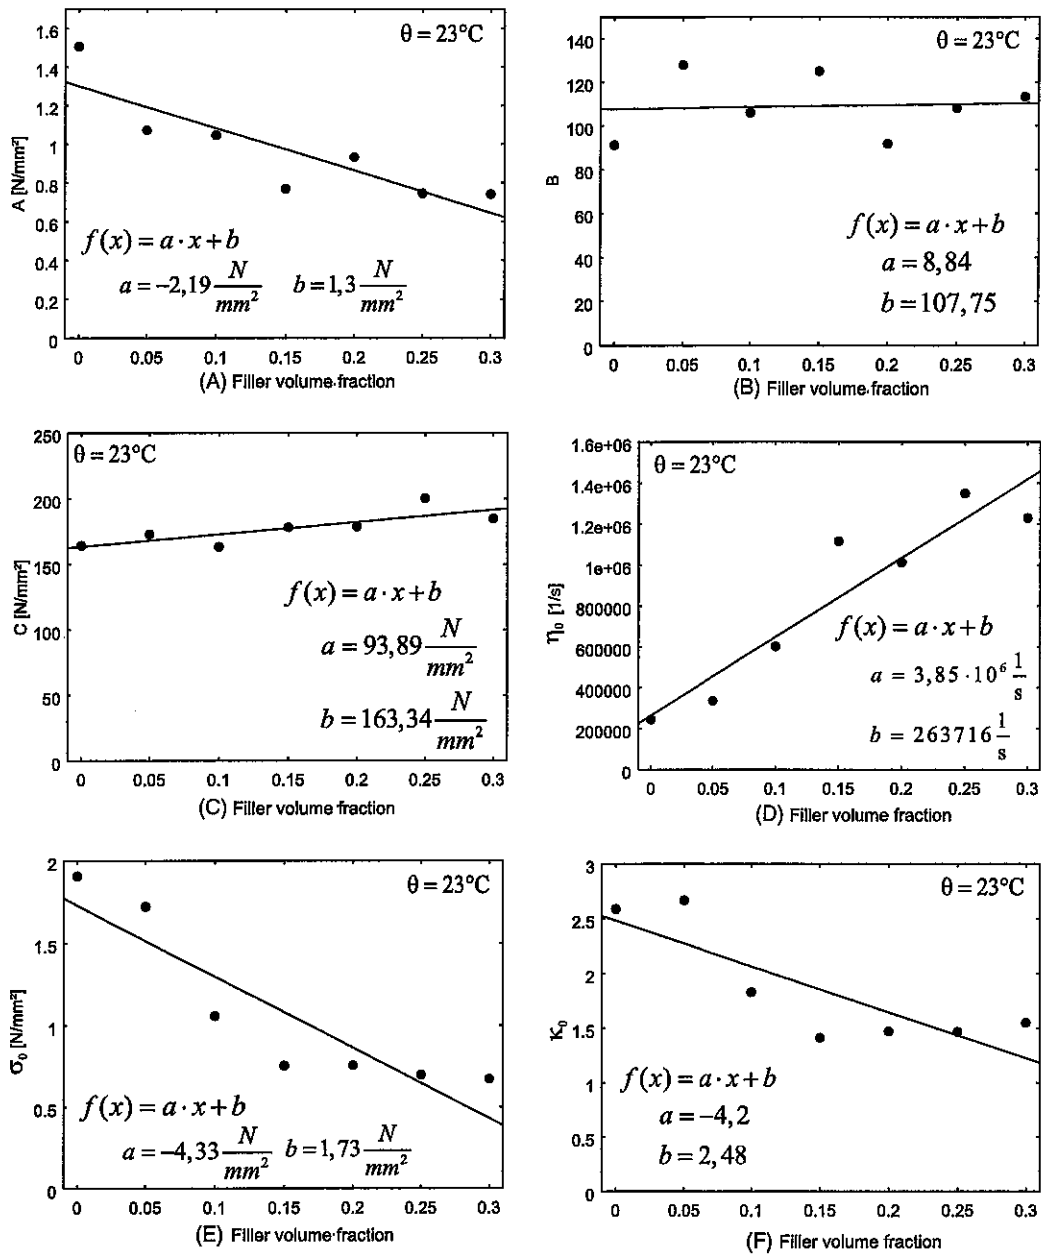 1.6
1.4
1.2
1
0.8
0.6
0.4
0.2
0
A [N/mm²]
θ = 23°C
f(x) = a·x+b
a = −2,19 N/mm² b = 1,3 N/mm²
0 0.05 0.1 0.15 0.2 0.25 0.3
(A) Filler volume fraction
140
120
100
80
60
40
20
0
B
θ = 23°C
f(x) = a·x+b
a = 8,84
b = 107,75
0 0.05 0.1 0.15 0.2 0.25 0.3
(B) Filler volume fraction
250
200
150
100
50
0
C [N/mm²]
θ = 23°C
f(x) = a·x+b
a = 93,89 N/mm²
b = 163,34 N/mm²
0 0.05 0.1 0.15 0.2 0.25 0.3
(C) Filler volume fraction
1.6e+06
1.4e+06
1.2e+06
1e+06
800000
600000
400000
200000
0
η₀ [1/s]
θ = 23°C
f(x) = a·x+b
a = 3,85·10⁶ 1/s
b = 263716 1/s
0 0.05 0.1 0.15 0.2 0.25 0.3
(D) Filler volume fraction
2
1.5
1
0.5
0
σ₀ [N/mm²]
θ = 23°C
f(x) = a·x+b
a = −4,33 N/mm² b = 1,73 N/mm²
0 0.05 0.1 0.15 0.2 0.25 0.3
(E) Filler volume fraction
3
2.5
2
1.5
1
0.5
0
κ₀
θ = 23°C
f(x) = a·x+b
a = −4,2
b = 2,48
0 0.05 0.1 0.15 0.2 0.25 0.3
(F) Filler volume fraction